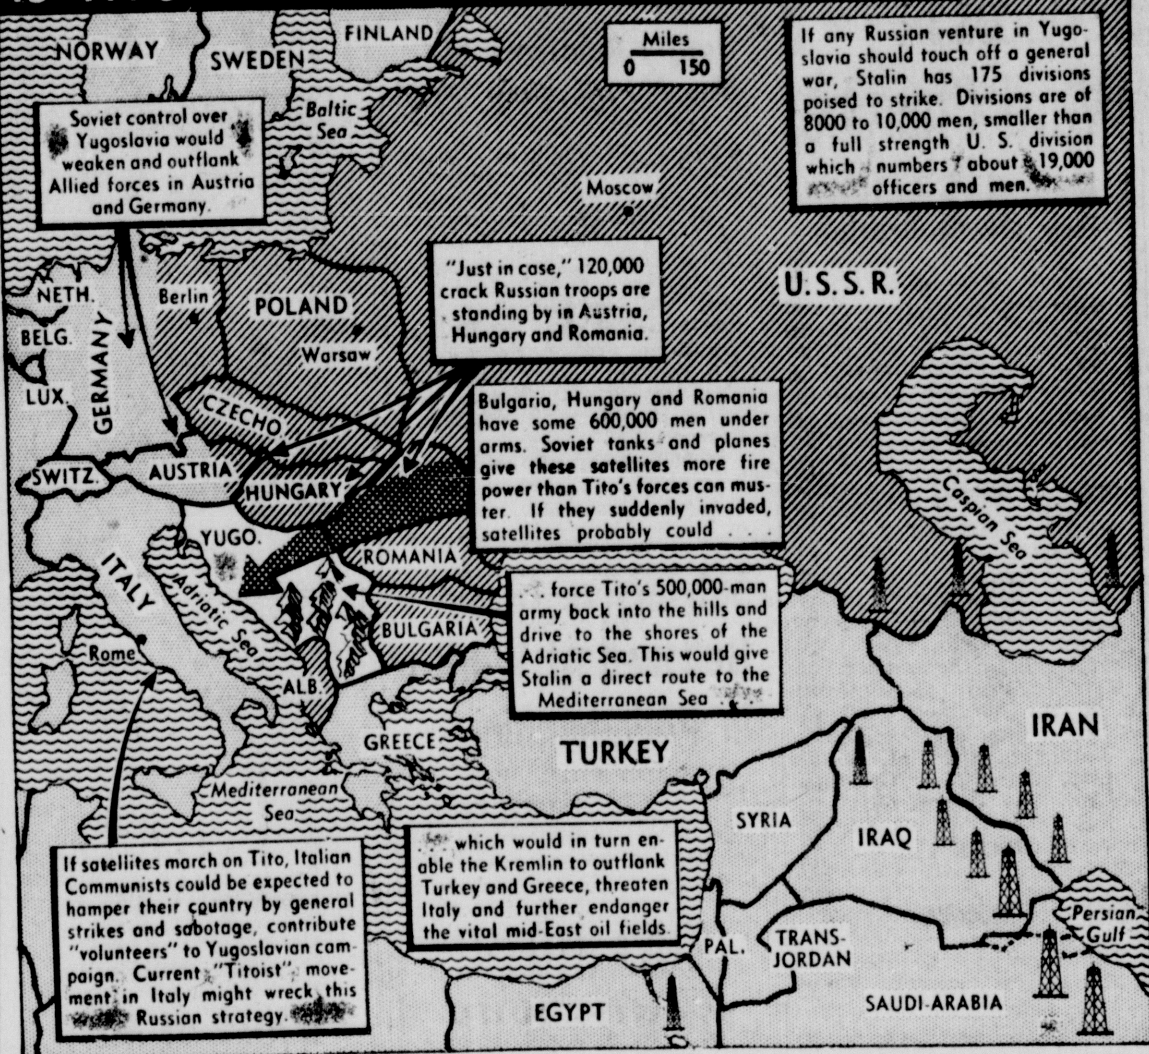 NORWAY
SWEDEN
FINLAND
Miles
0 150
If any Russian venture in Yugo-
slavia should touch off a general
war, Stalin has 175 divisions
poised to strike. Divisions are of
8000 to 10,000 men, smaller than
a full strength U. S. division
which numbers about 19,000
officers and men.
Soviet control over
Yugoslavia would
weaken and outflank
Allied forces in Austria
and Germany.
Baltic
Sea
Moscow
"Just in case," 120,000
crack Russian troops are
standing by in Austria,
Hungary and Romania.
U.S.S.R.
NETH.
Berlin
POLAND
BELG.
GERMANY
Warsaw
LUX.
CZECHO.
Bulgaria, Hungary and Romania
have some 600,000 men under
arms. Soviet tanks and planes
give these satellites more fire
power than Tito's forces can mus-
ter. If they suddenly invaded,
satellites probably could . . .
SWITZ.
AUSTRIA
HUNGARY
Caspian Sea
YUGO.
ROMANIA
ITALY
Adriatic Sea
. . . force Tito's 500,000-man
army back into the hills and
drive to the shores of the
Adriatic Sea. This would give
Stalin a direct route to the
Mediterranean Sea . . .
BULGARIA
Rome
ALB.
GREECE
TURKEY
IRAN
Mediterranean
Sea
SYRIA
IRAQ
If satellites march on Tito, Italian
Communists could be expected to
hamper their country by general
strikes and sabotage, contribute
"volunteers" to Yugoslavian cam-
paign. Current "Titoist" move-
ment in Italy might wreck this
Russian strategy.
. . . which would in turn en-
able the Kremlin to outflank
Turkey and Greece, threaten
Italy and further endanger
the vital mid-East oil fields.
PAL.
TRANS-
JORDAN
Persian
Gulf
EGYPT
SAUDI-ARABIA